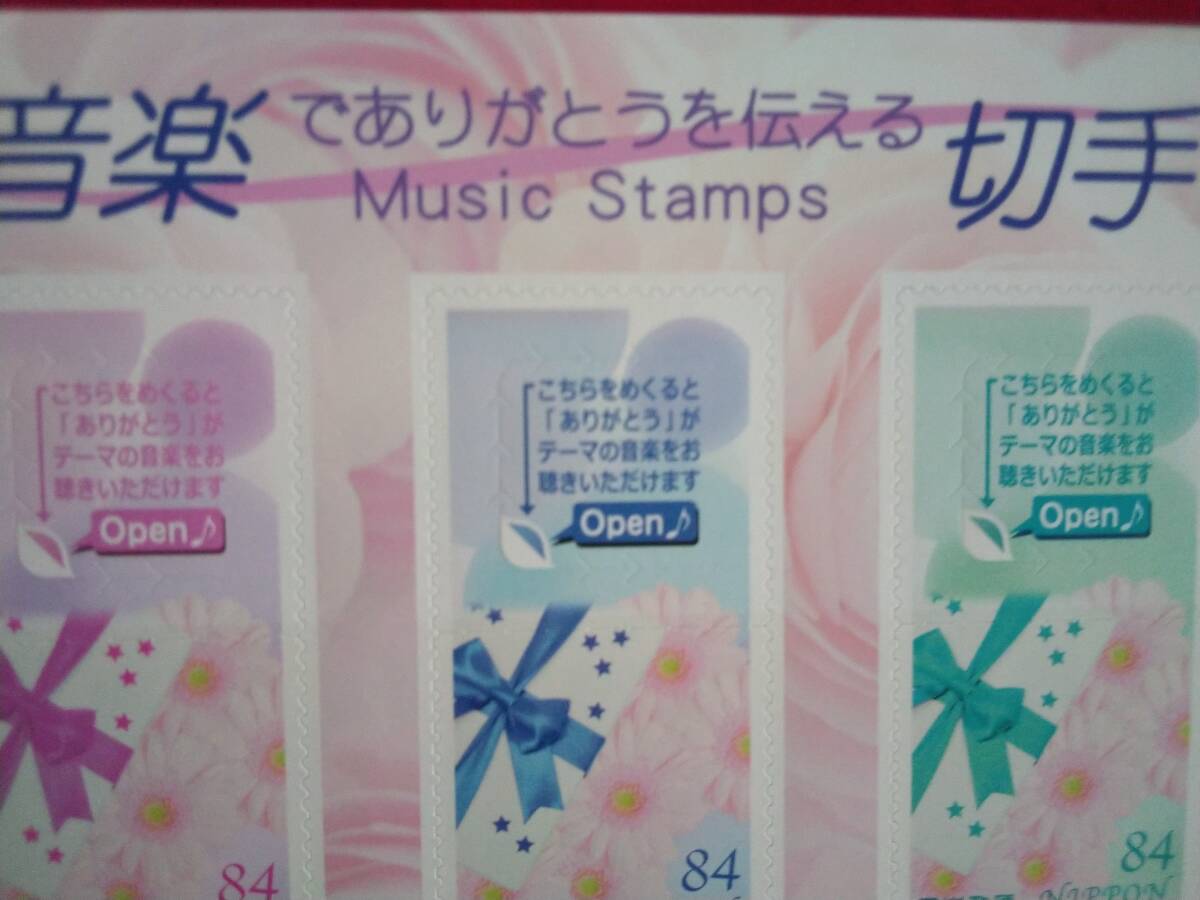 音楽でありがとうを伝える切手
Music Stamps
こちらをめくると
「ありがとう」が
テーマの音楽をお
聴きいただけます
Open♪
84
こちらをめくると
「ありがとう」が
テーマの音楽をお
聴きいただけます
Open♪
84
こちらをめくると
「ありがとう」が
テーマの音楽をお
聴きいただけます
Open♪
84
NIPPON